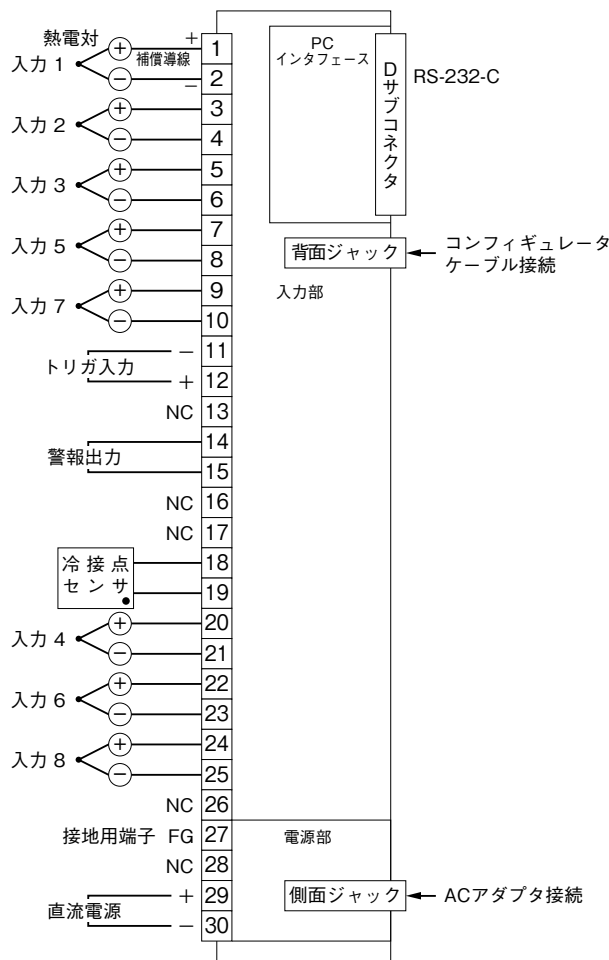 熱電対
入力 1
+
−
+
補償導線
−
1
2
入力 2
+
−
3
4
入力 3
+
−
5
6
入力 5
+
−
7
8
入力 7
+
−
9
10
トリガ入力
−
+
11
12
NC 13
警報出力
14
15
NC 16
NC 17
冷接点
センサ
18
19
入力 4
+
−
20
21
入力 6
+
−
22
23
入力 8
+
−
24
25
NC 26
接地用端子 FG 27
NC 28
直流電源
+
−
29
30
PC
インタフェース
Dサブコネクタ
RS-232-C
背面ジャック
コンフィギュレータ
ケーブル接続
入力部
電源部
側面ジャック
ACアダプタ接続